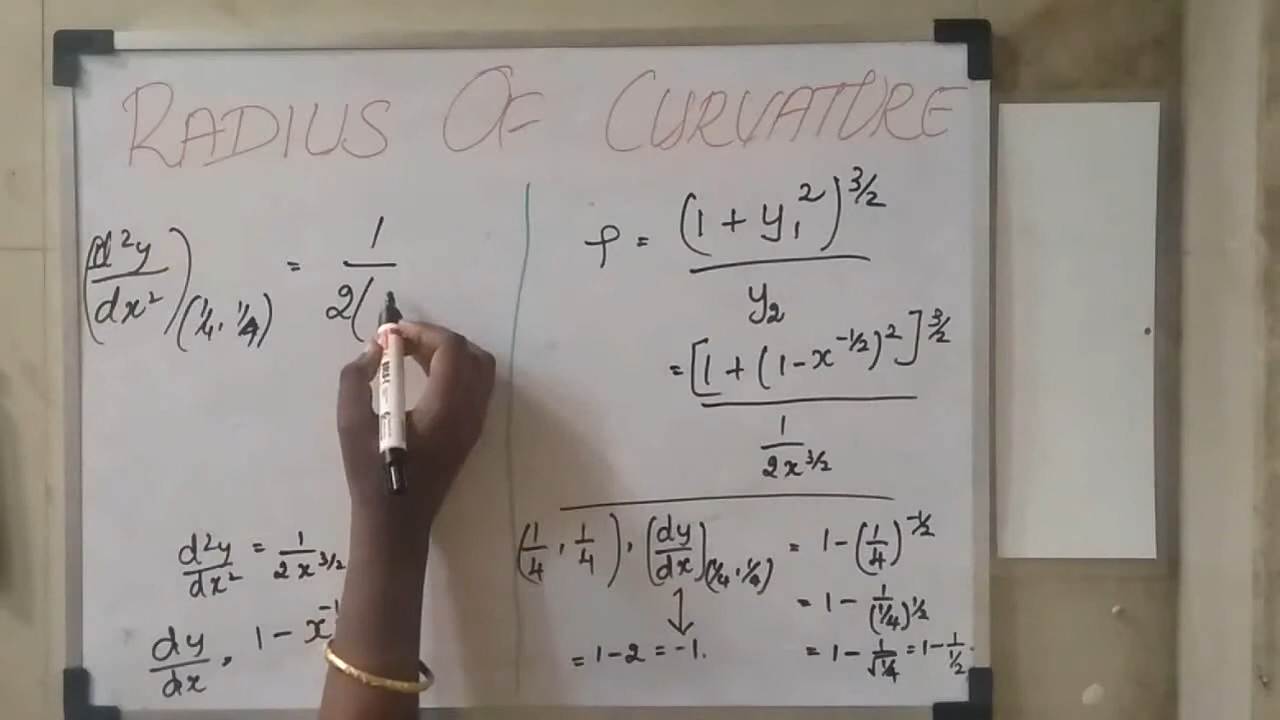 RADIUS OF CURVATURE
(d²y/dx²)(¼, ¼) = 1/2(
d²y/dx² = 1/2x^3/2
dy/dx = 1 - x^-1
ρ = (1 + y₁²)^3/2 / y₂
= [1 + (1 - x^-1/2)²]^3/2 / 1/2x^3/2
(1/4, 1/4), (dy/dx)(¼, ¼) = 1 - (1/4)^-1/2
= 1 - 1/(1/4)^1/2
= 1 - 2 = -1. = 1 - 1/√1/4 = 1 - 1/½